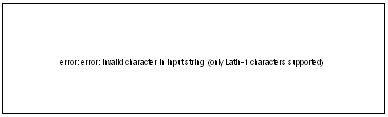 error: error: Invalid character in input string (only Latin-1 characters supported)